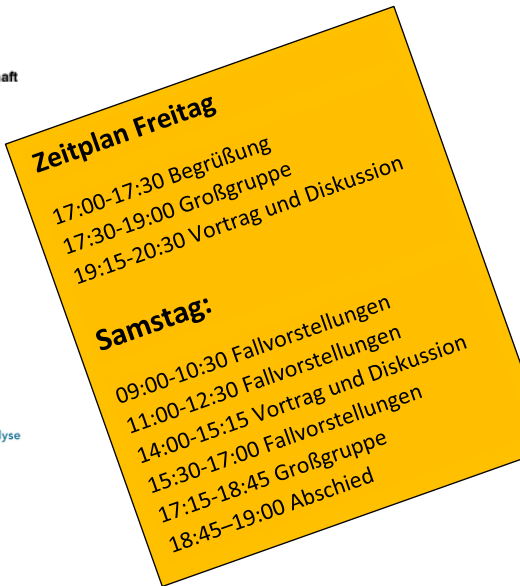 aft
Zeitplan Freitag
17:00-17:30 Begrüßung
17:30-19:00 Großgruppe
19:15-20:30 Vortrag und Diskussion
Samstag:
09:00-10:30 Fallvorstellungen
11:00-12:30 Fallvorstellungen
14:00-15:15 Vortrag und Diskussion
15:30-17:00 Fallvorstellungen
17:15-18:45 Großgruppe
18:45–19:00 Abschied
lyse